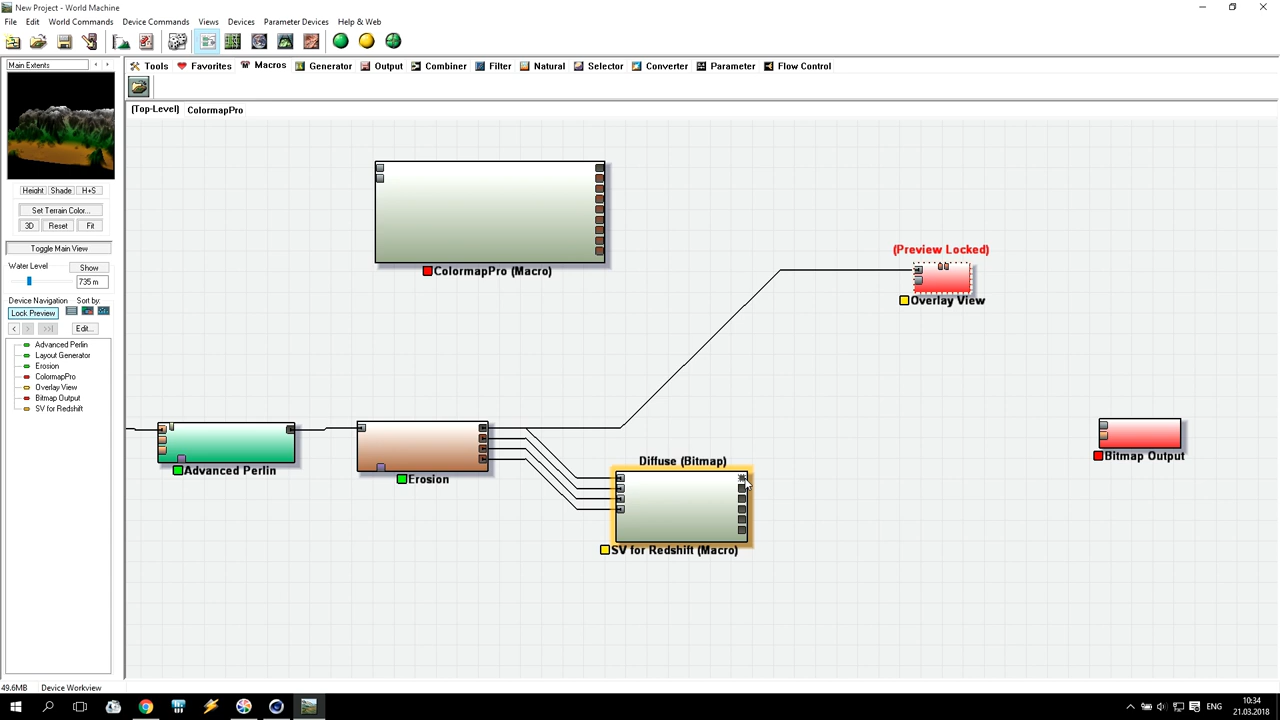 New Project - World Machine
File Edit World Commands Device Commands Views Devices Parameter Devices Help & Web
Main Extents
Tools Favorites Macros Generator Output Combiner Filter Natural Selector Converter Parameter Flow Control
(Top-Level) ColormapPro
Height Shade H+S
Set Terrain Color...
3D Reset Fit
Toggle Main View
Water Level Show
735 m
Device Navigation Sort by:
Lock Preview
Edit...
Advanced Perlin
Layout Generator
Erosion
ColormapPro
Overlay View
Bitmap Output
SV for Redshift
ColormapPro (Macro)
(Preview Locked)
Overlay View
Advanced Perlin
Erosion
Diffuse (Bitmap)
SV for Redshift (Macro)
Bitmap Output
49.6MB Device Workview
ENG
10:34
21.03.2018